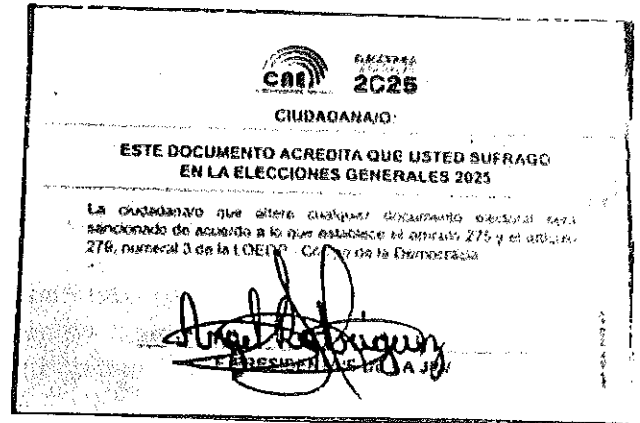 cne
2025
CIUDADANA/O:
ESTE DOCUMENTO ACREDITA QUE USTED SUFRAGO
EN LA ELECCIONES GENERALES 2025
La ciudadana/o que altere cualquier documento electoral será
sancionado de acuerdo a lo que establece el artículo 275 y el artículo
279, numeral 3 de la LOEOP - Código de la Democracia
Angel Rodriguez